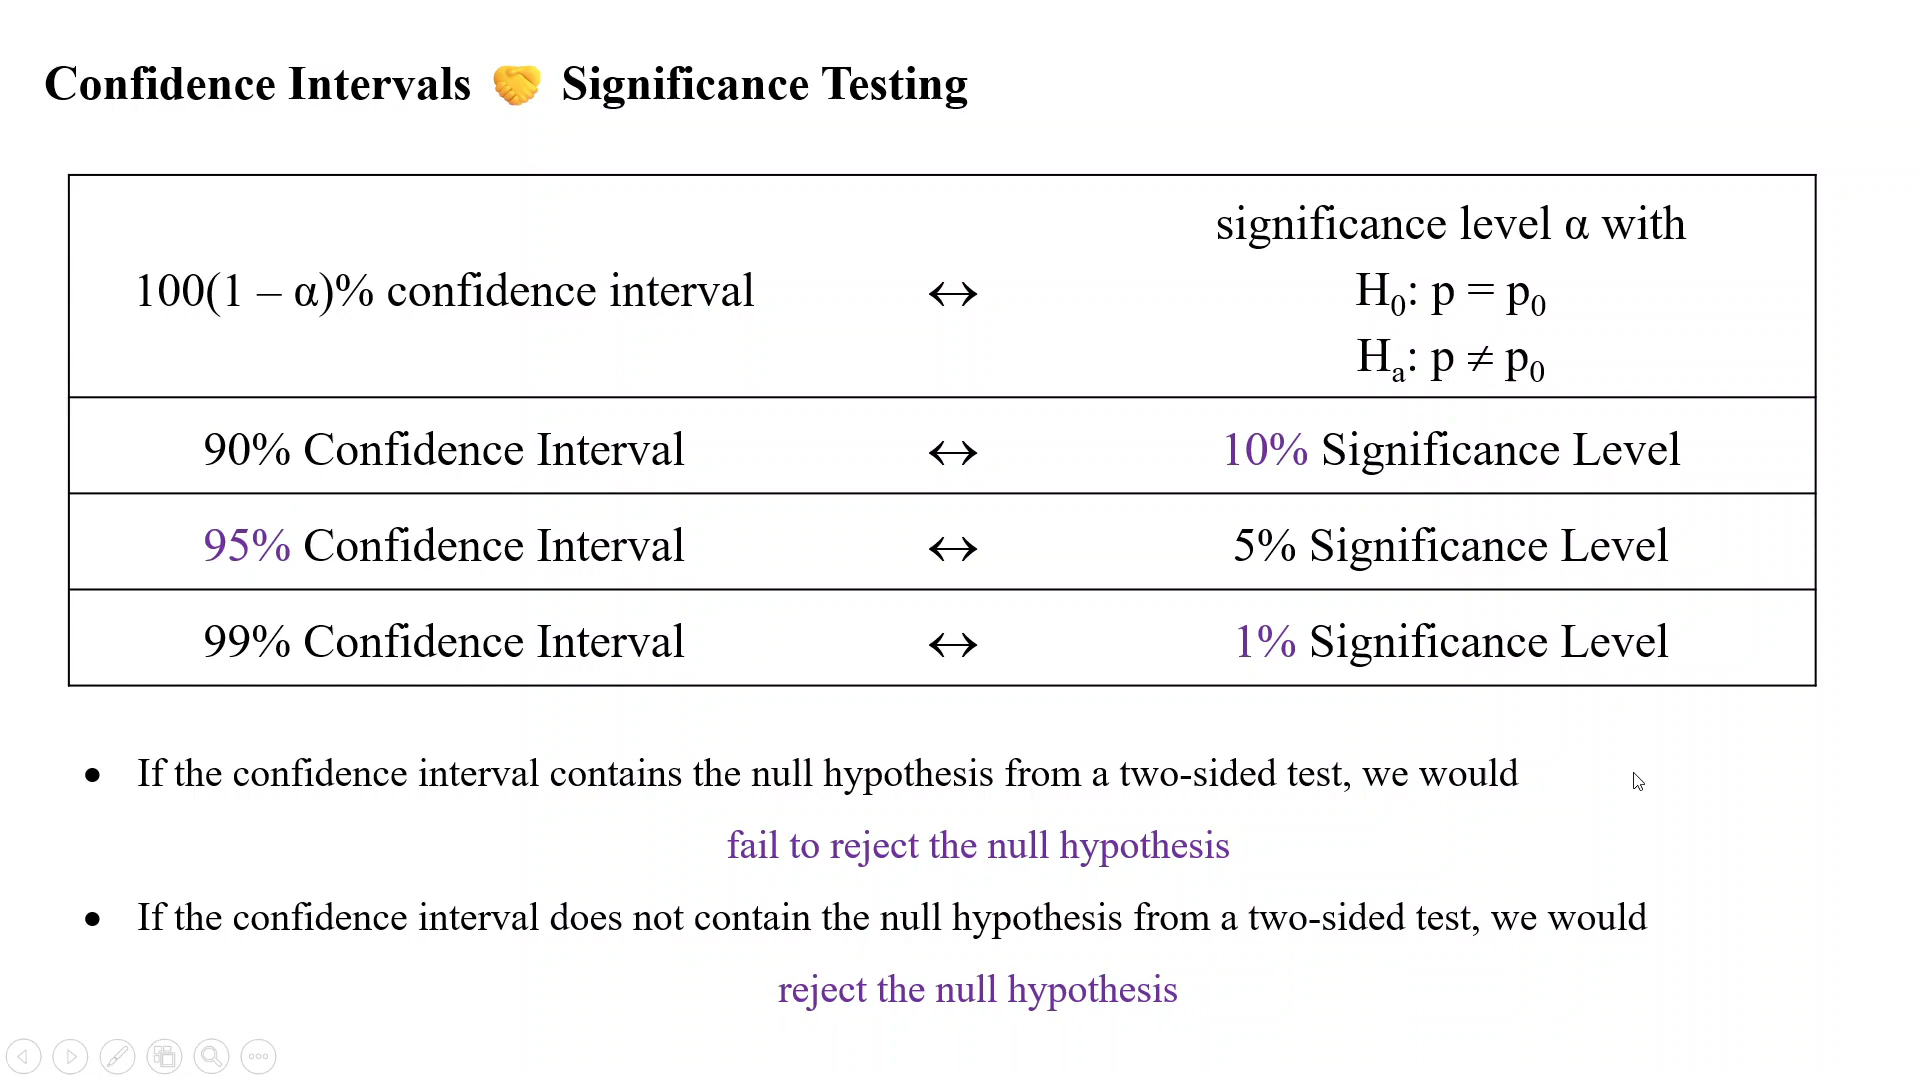 Confidence Intervals 🤝 Significance Testing
significance level α with
100(1 – α)% confidence interval ↔ H₀: p = p₀
Hₐ: p ≠ p₀
90% Confidence Interval ↔ 10% Significance Level
95% Confidence Interval ↔ 5% Significance Level
99% Confidence Interval ↔ 1% Significance Level
• If the confidence interval contains the null hypothesis from a two-sided test, we would
fail to reject the null hypothesis
• If the confidence interval does not contain the null hypothesis from a two-sided test, we would
reject the null hypothesis